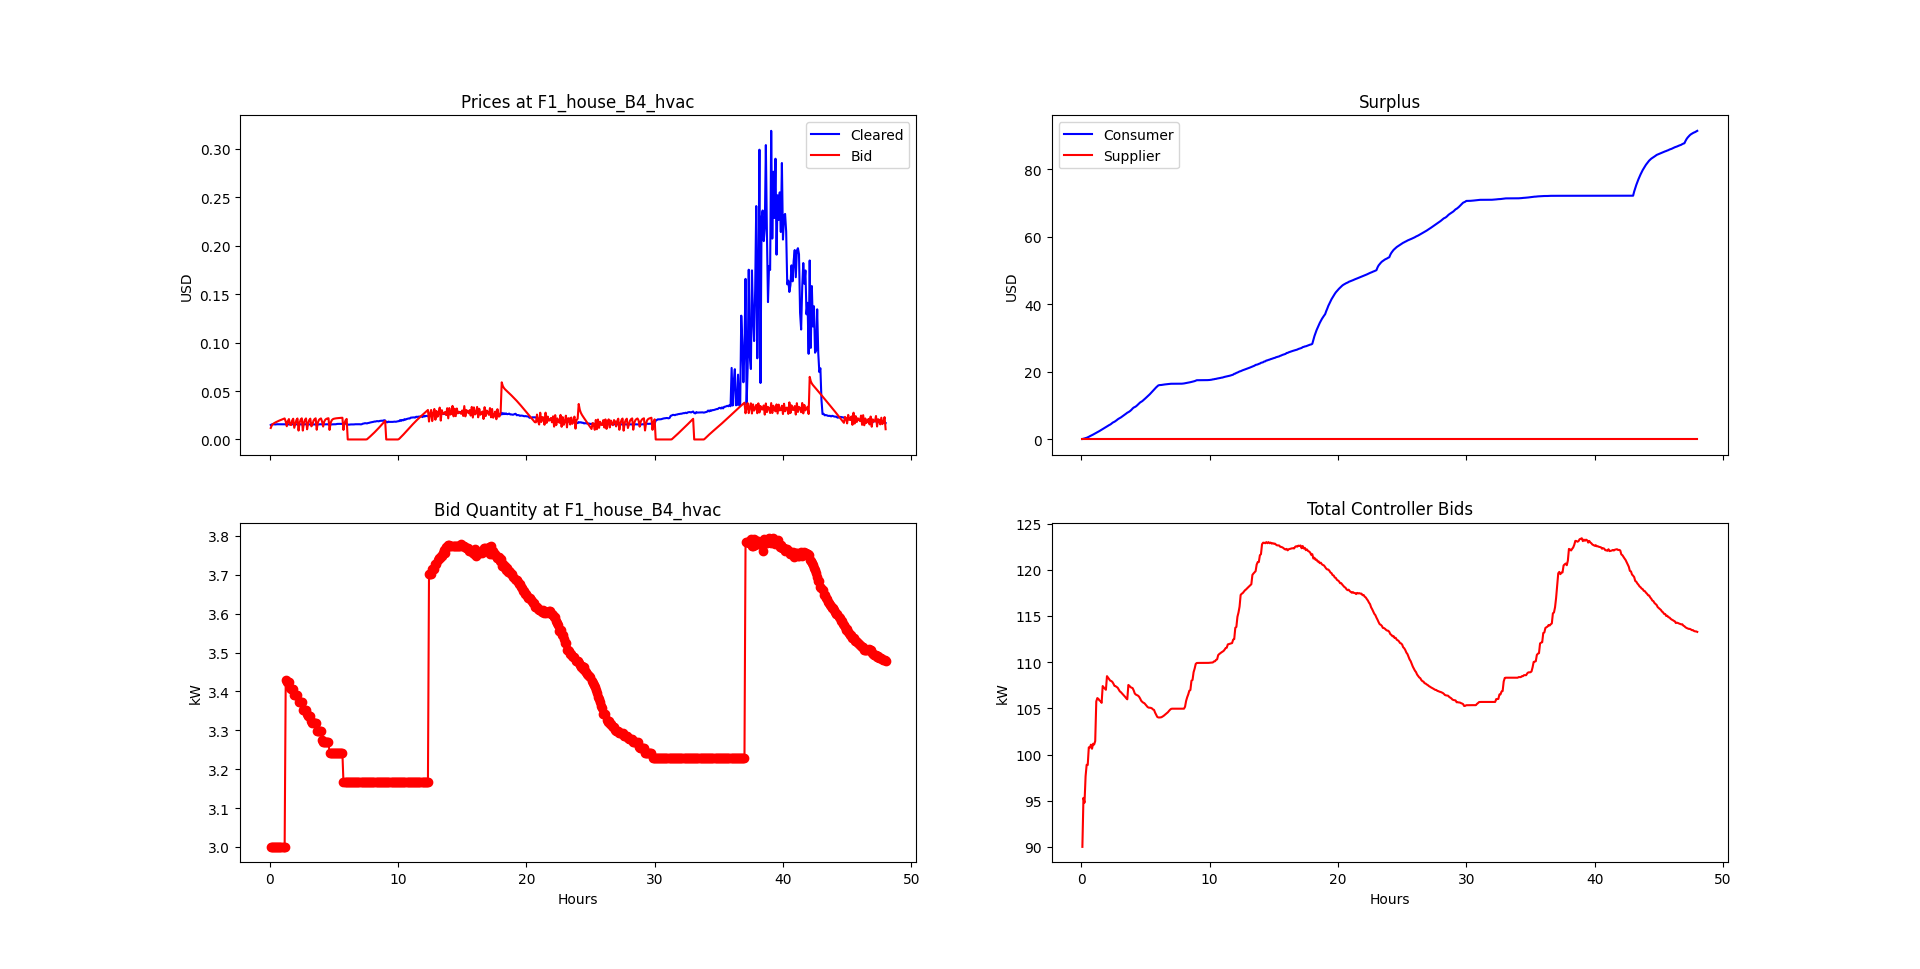 Prices at F1_house_B4_hvac
USD
0.30
0.25
0.20
0.15
0.10
0.05
0.00
Cleared
Bid
Surplus
USD
80
60
40
20
0
Consumer
Supplier
Bid Quantity at F1_house_B4_hvac
kW
3.8
3.7
3.6
3.5
3.4
3.3
3.2
3.1
3.0
0 10 20 30 40 50
Hours
Total Controller Bids
kW
125
120
115
110
105
100
95
90
0 10 20 30 40 50
Hours